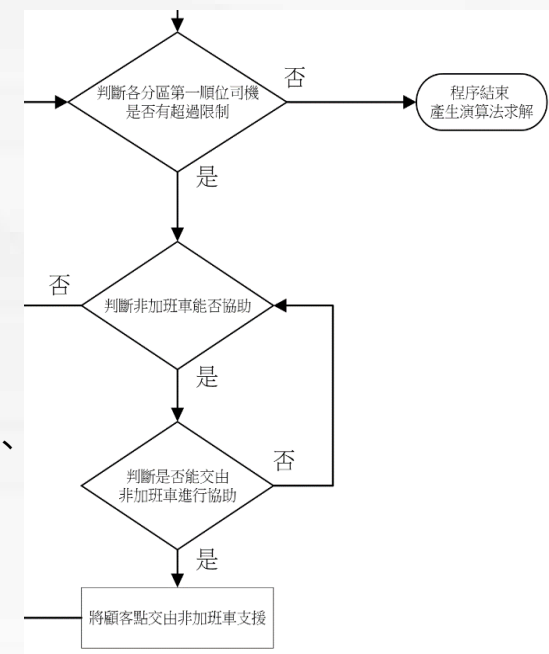 判斷各分區第一順位司機
是否有超過限制
否
程序結束
產生演算法求解
是
否
判斷非加班車能否協助
是
、
判斷是否能交由
非加班車進行協助
否
是
將顧客點交由非加班車支援